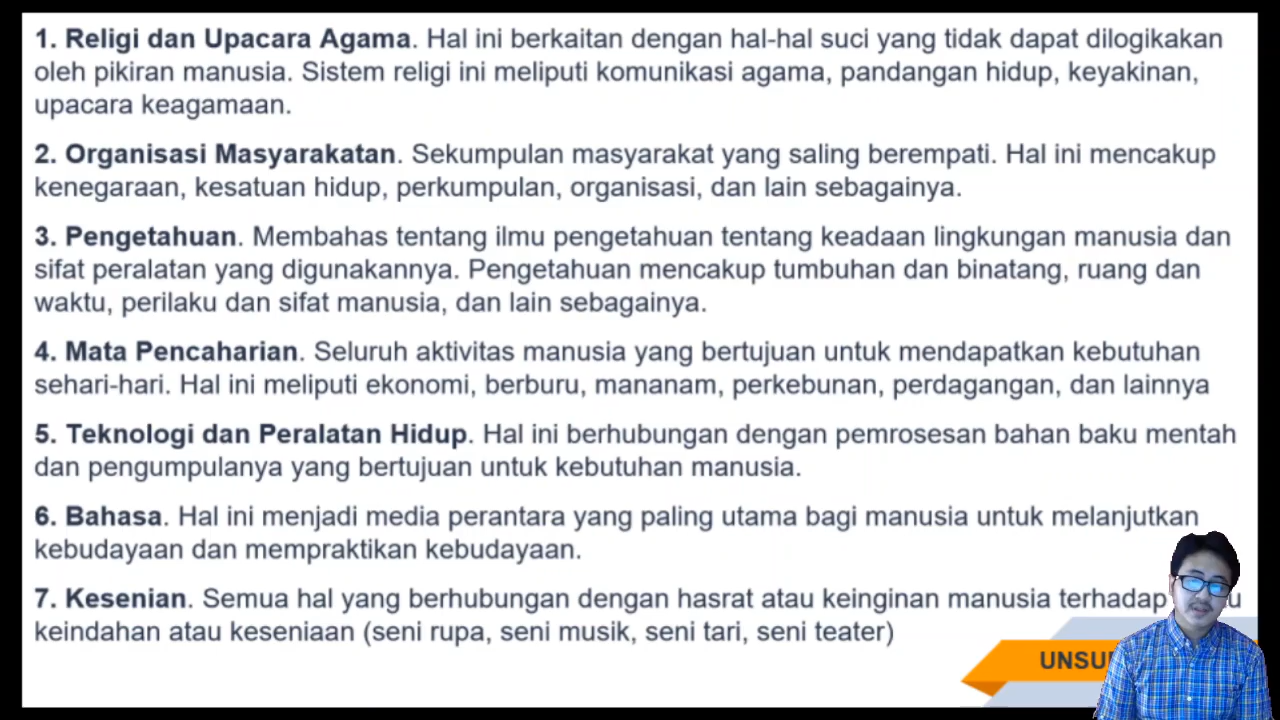 1. Religi dan Upacara Agama. Hal ini berkaitan dengan hal-hal suci yang tidak dapat dilogikakan
oleh pikiran manusia. Sistem religi ini meliputi komunikasi agama, pandangan hidup, keyakinan,
upacara keagamaan.
2. Organisasi Masyarakatan. Sekumpulan masyarakat yang saling berempati. Hal ini mencakup
kenegaraan, kesatuan hidup, perkumpulan, organisasi, dan lain sebagainya.
3. Pengetahuan. Membahas tentang ilmu pengetahuan tentang keadaan lingkungan manusia dan
sifat peralatan yang digunakannya. Pengetahuan mencakup tumbuhan dan binatang, ruang dan
waktu, perilaku dan sifat manusia, dan lain sebagainya.
4. Mata Pencaharian. Seluruh aktivitas manusia yang bertujuan untuk mendapatkan kebutuhan
sehari-hari. Hal ini meliputi ekonomi, berburu, mananam, perkebunan, perdagangan, dan lainnya
5. Teknologi dan Peralatan Hidup. Hal ini berhubungan dengan pemrosesan bahan baku mentah
dan pengumpulanya yang bertujuan untuk kebutuhan manusia.
6. Bahasa. Hal ini menjadi media perantara yang paling utama bagi manusia untuk melanjutkan
kebudayaan dan mempraktikan kebudayaan.
7. Kesenian. Semua hal yang berhubungan dengan hasrat atau keinginan manusia terhadap
keindahan atau keseniaan (seni rupa, seni musik, seni tari, seni teater)